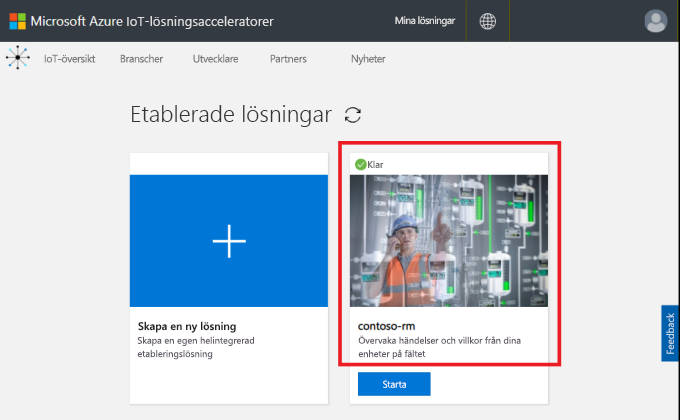 Microsoft Azure IoT-lösningsacceleratorer
Mina lösningar
IoT-översikt Branscher Utvecklare Partners Nyheter
Etablerade lösningar
Klar
Skapa en ny lösning
Skapa en egen helintegrerad
etableringslösning
contoso-rm
Övervaka händelser och villkor från dina
enheter på fältet
Starta
Feedback